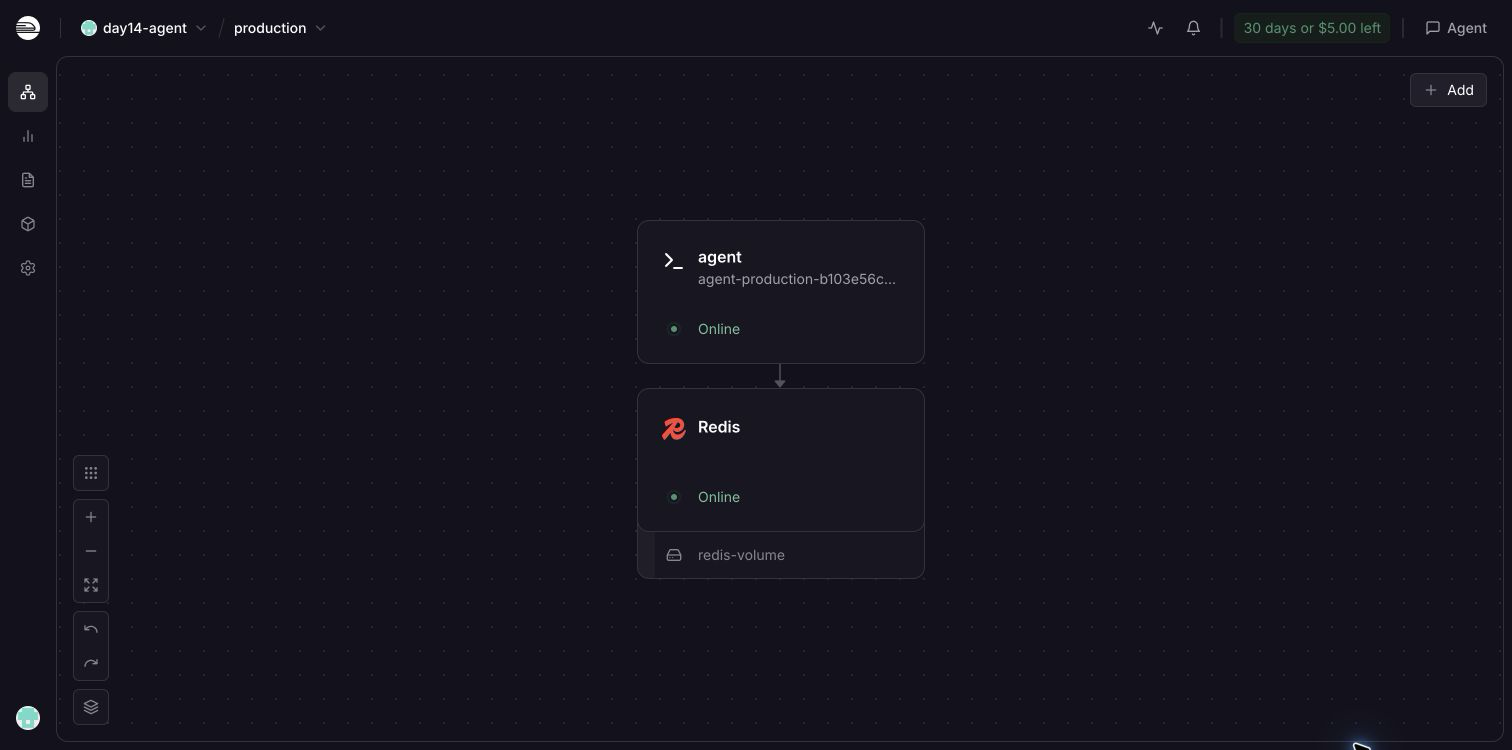 day14-agent / production
30 days or $5.00 left
Agent
Add
agent
agent-production-b103e56c...
Online
Redis
Online
redis-volume